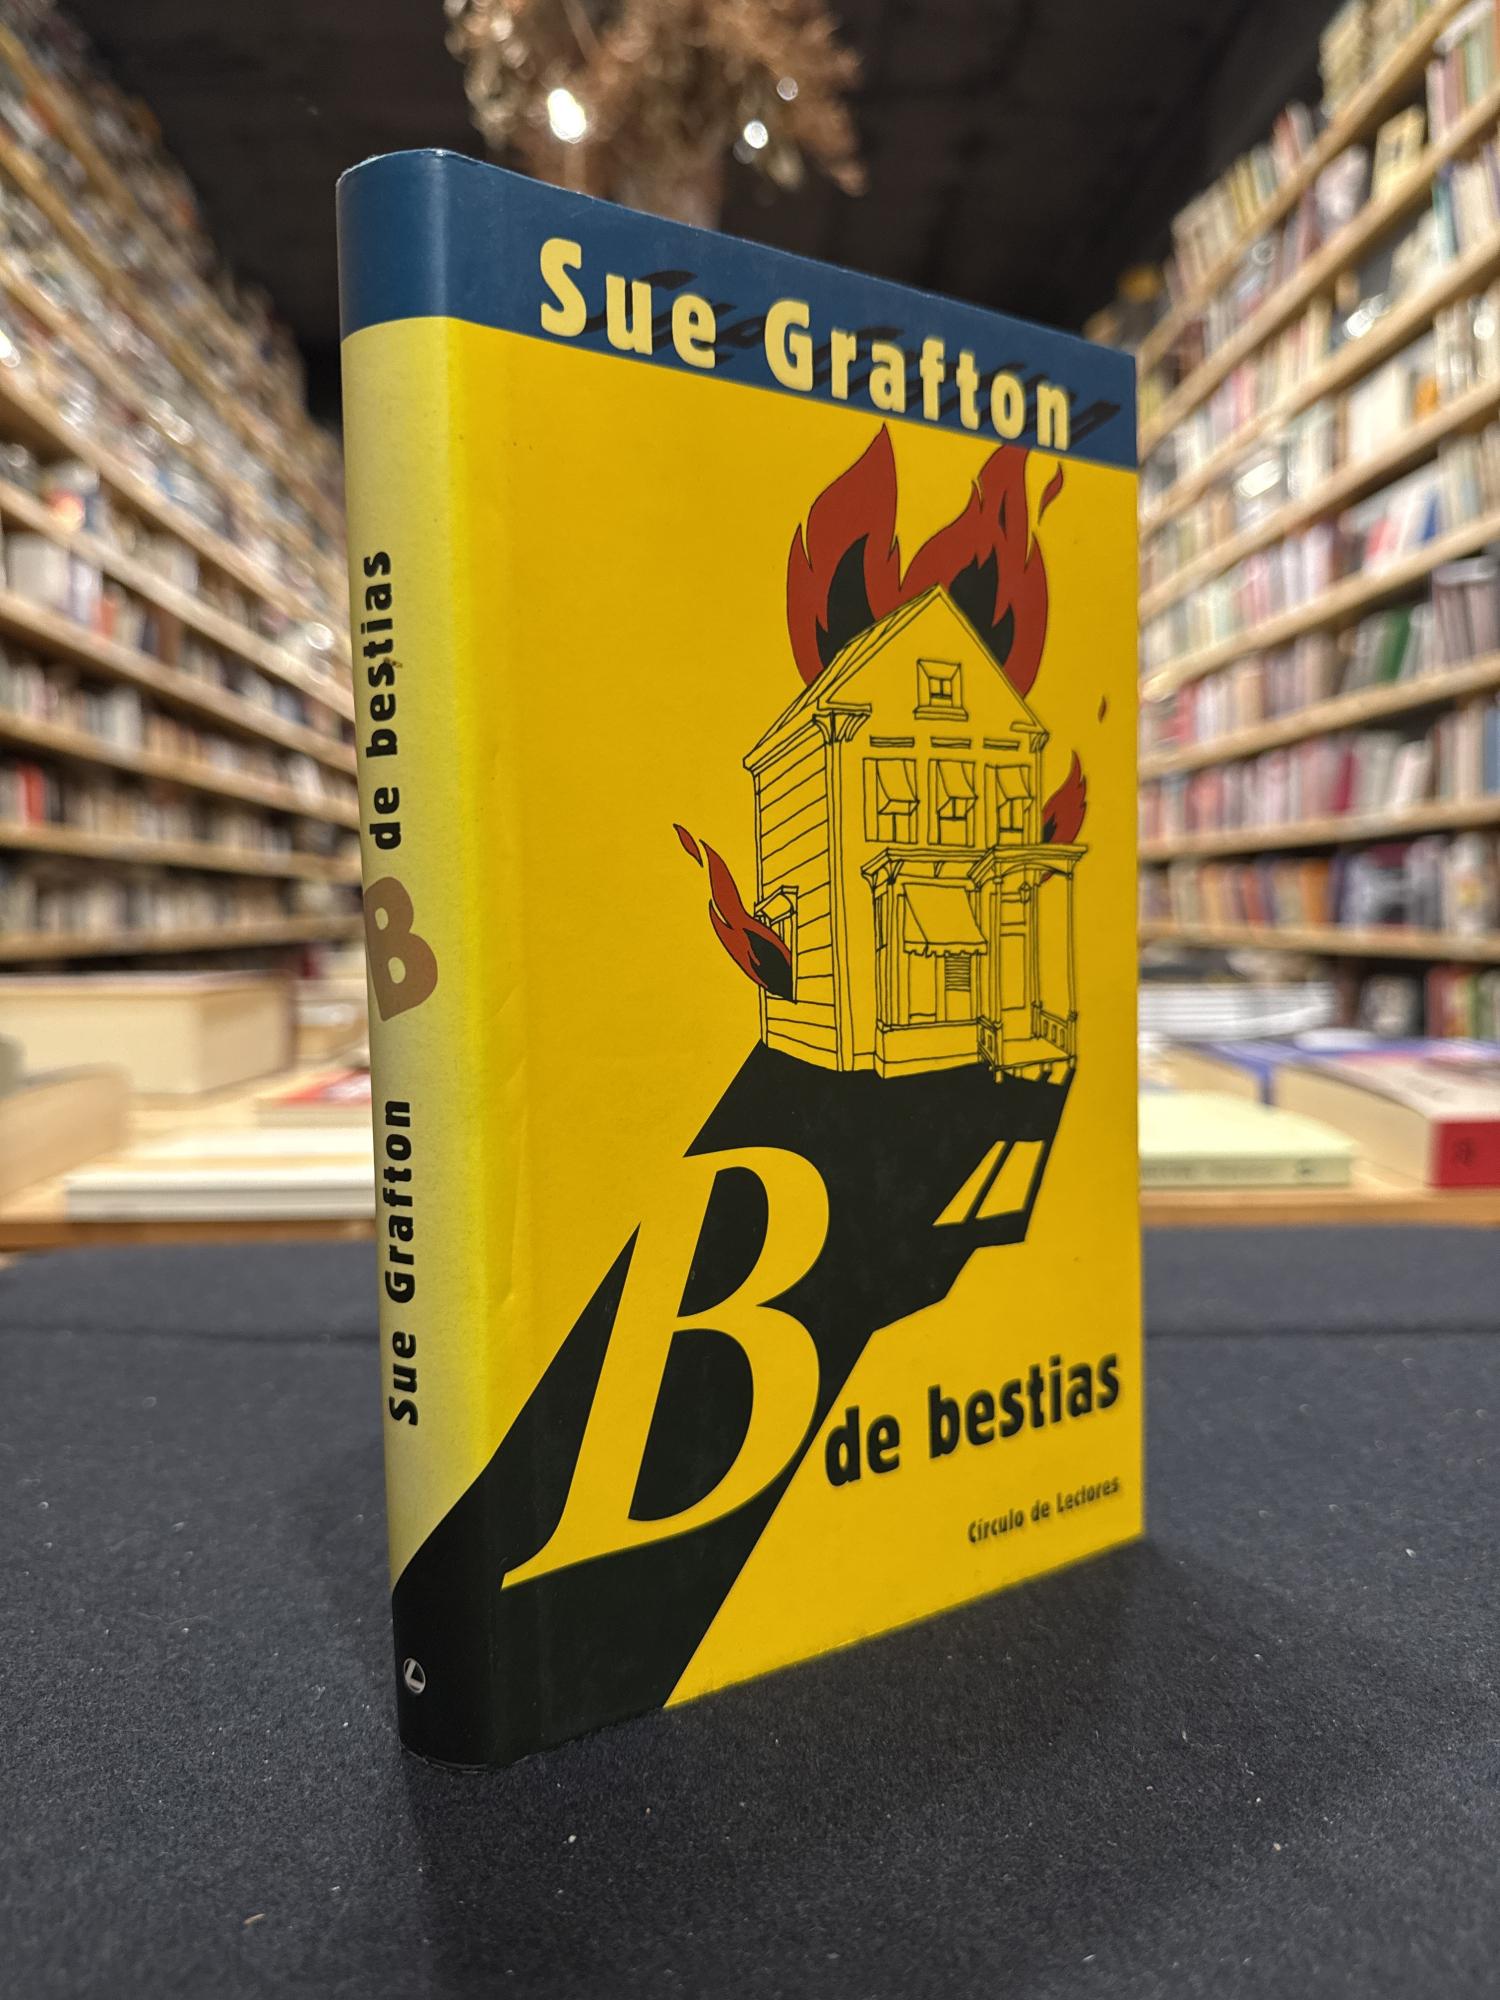 Sue Grafton
B
de bestias
Círculo de Lectores
Sue Grafton B de bestias